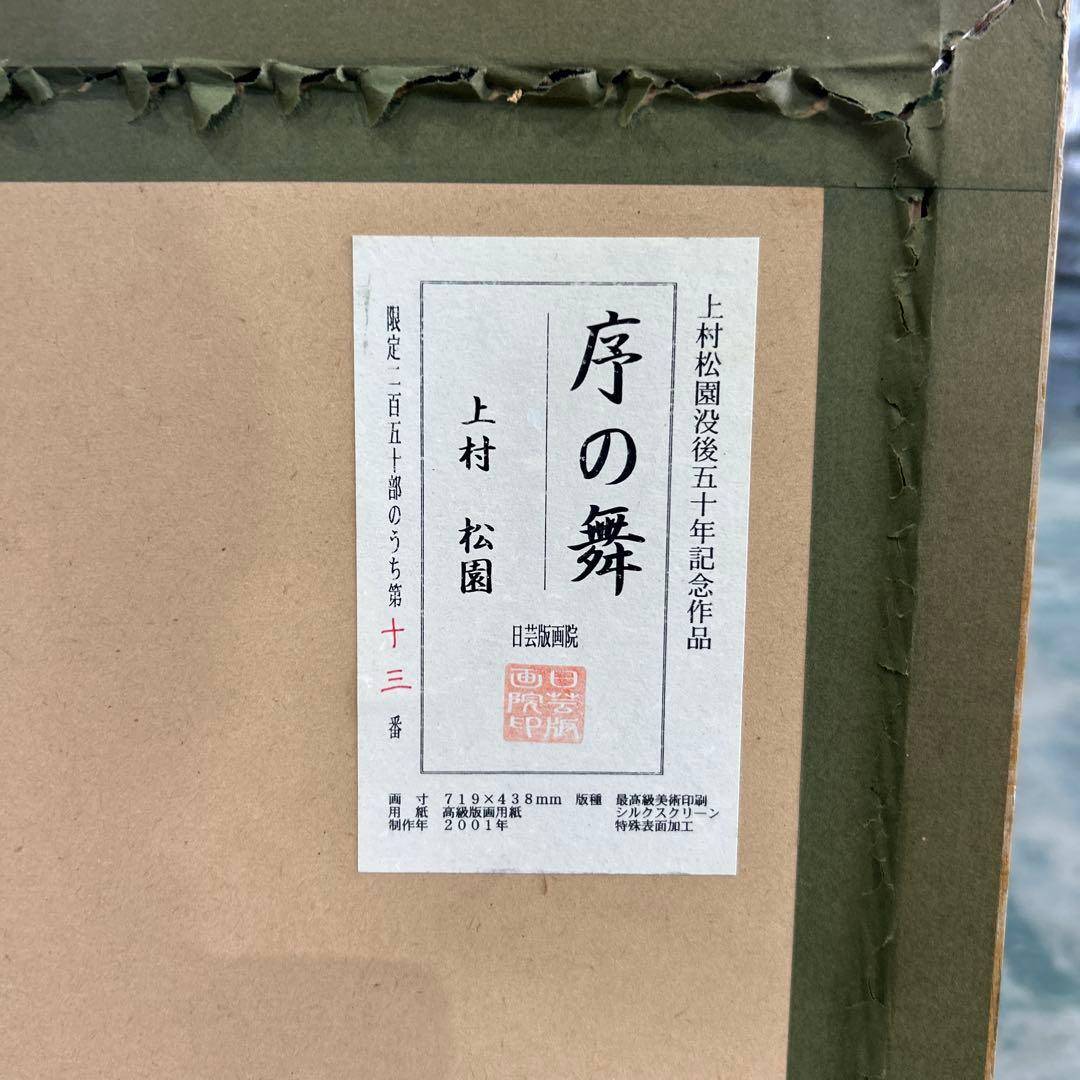 上村松園没後五十年記念作品
序の舞
上村 松園
日芸版画院
日芸版
画院印
限定二百五十部のうち第十三番
画寸 719×438mm 版種 最高級美術印刷
用紙 高級版画用紙 シルクスクリーン
制作年 2001年 特殊表面加工